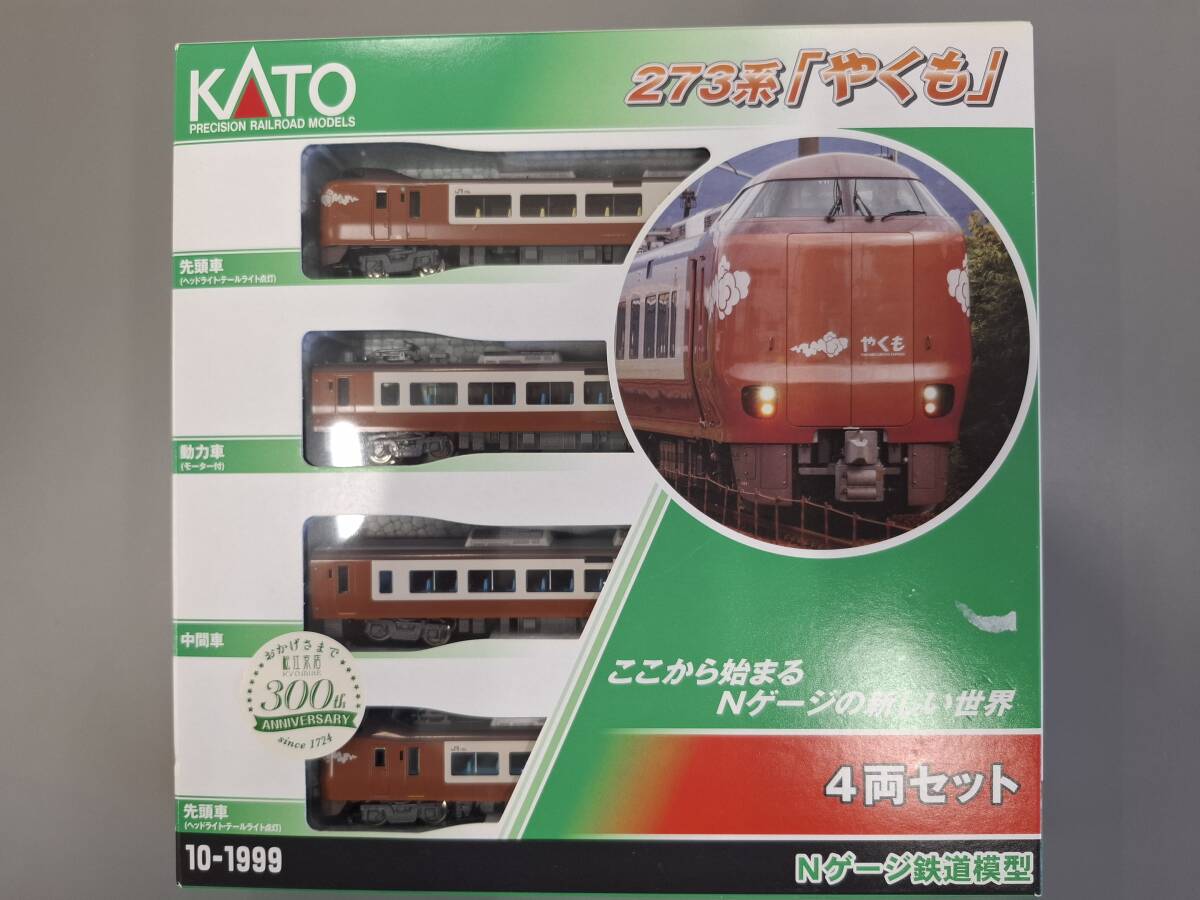 KATO
PRECISION RAILROAD MODELS
273系「やくも」
先頭車
(ヘッドライト・テールライト点灯)
やくも
動力車
(モーター付)
中間車
おかげさまで
300th
ANNIVERSARY
since 1724
ここから始まる
Nゲージの新しい世界
4両セット
先頭車
(ヘッドライト・テールライト点灯)
10-1999
Nゲージ鉄道模型